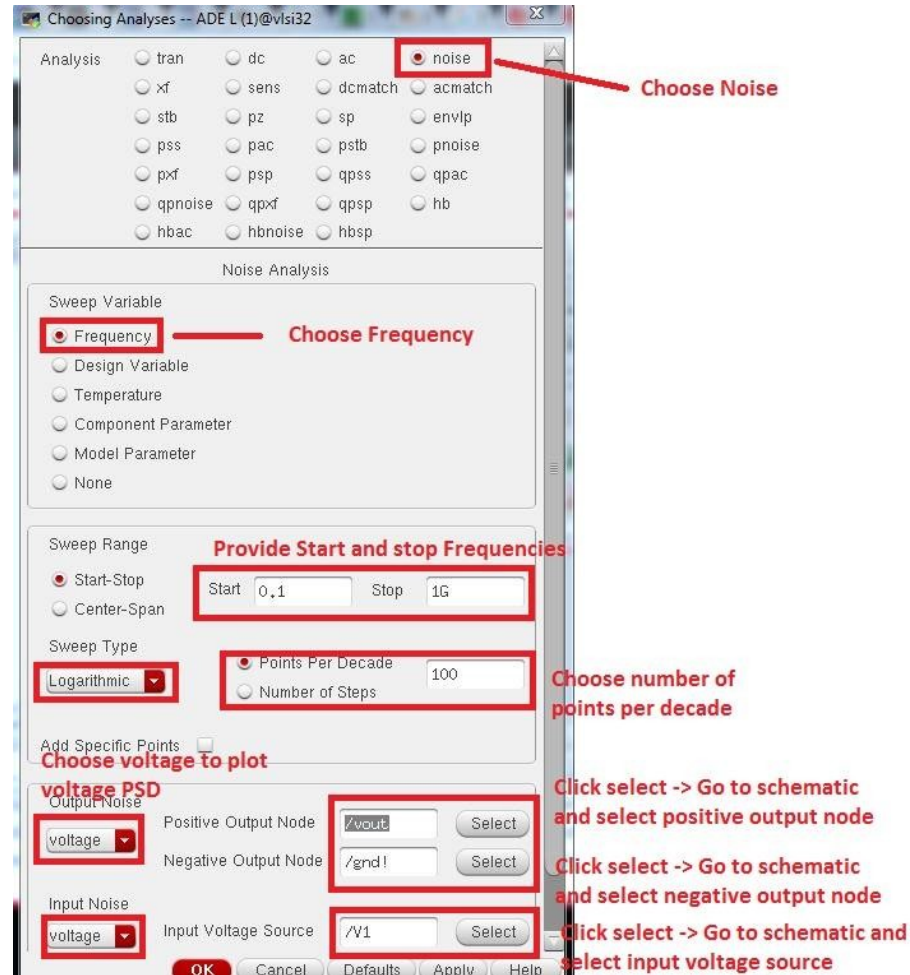 Choosing Analyses -- ADE L (1)@vlsi32
Analysis tran dc ac noise
Choose Noise
xf sens dcmatch acmatch
stb pz sp envlp
pss pac pstb pnoise
pxf psp qpss qpac
qpnoise qpxf qpsp hb
hbac hbnoise hbsp
Noise Analysis
Sweep Variable
Frequency
Choose Frequency
Design Variable
Temperature
Component Parameter
Model Parameter
None
Sweep Range
Provide Start and stop Frequencies
Start-Stop
Start 0.1 Stop 1G
Center-Span
Sweep Type
Logarithmic
Points Per Decade
100
Number of Steps
Choose number of
points per decade
Add Specific Points
Choose voltage to plot
voltage PSD
Output Noise
voltage
Positive Output Node /vout Select
Click select -> Go to schematic
and select positive output node
Negative Output Node /gnd! Select
Click select -> Go to schematic
and select negative output node
Input Noise
voltage
Input Voltage Source /V1 Select
Click select -> Go to schematic and
select input voltage source
OK Cancel Defaults Apply Help